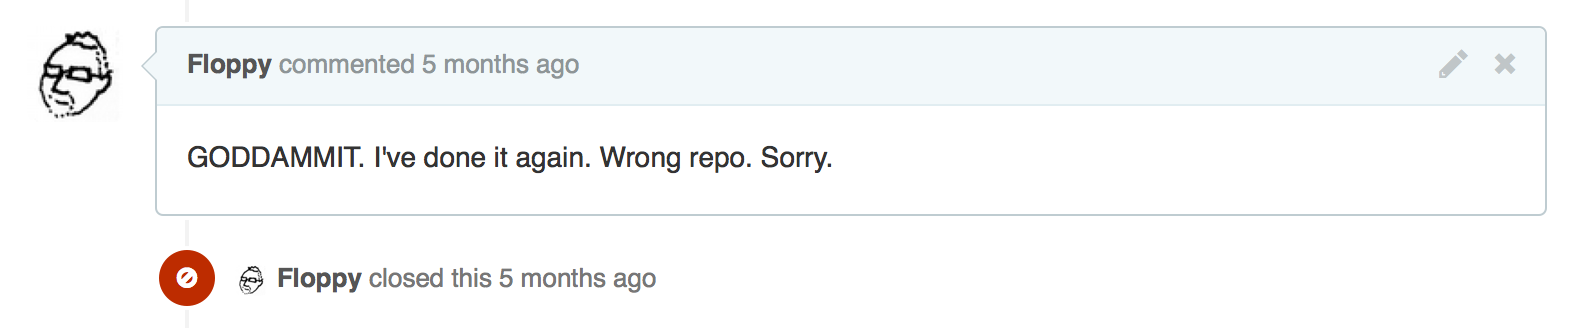 Floppy commented 5 months ago
GODDAMMIT. I've done it again. Wrong repo. Sorry.
Floppy closed this 5 months ago